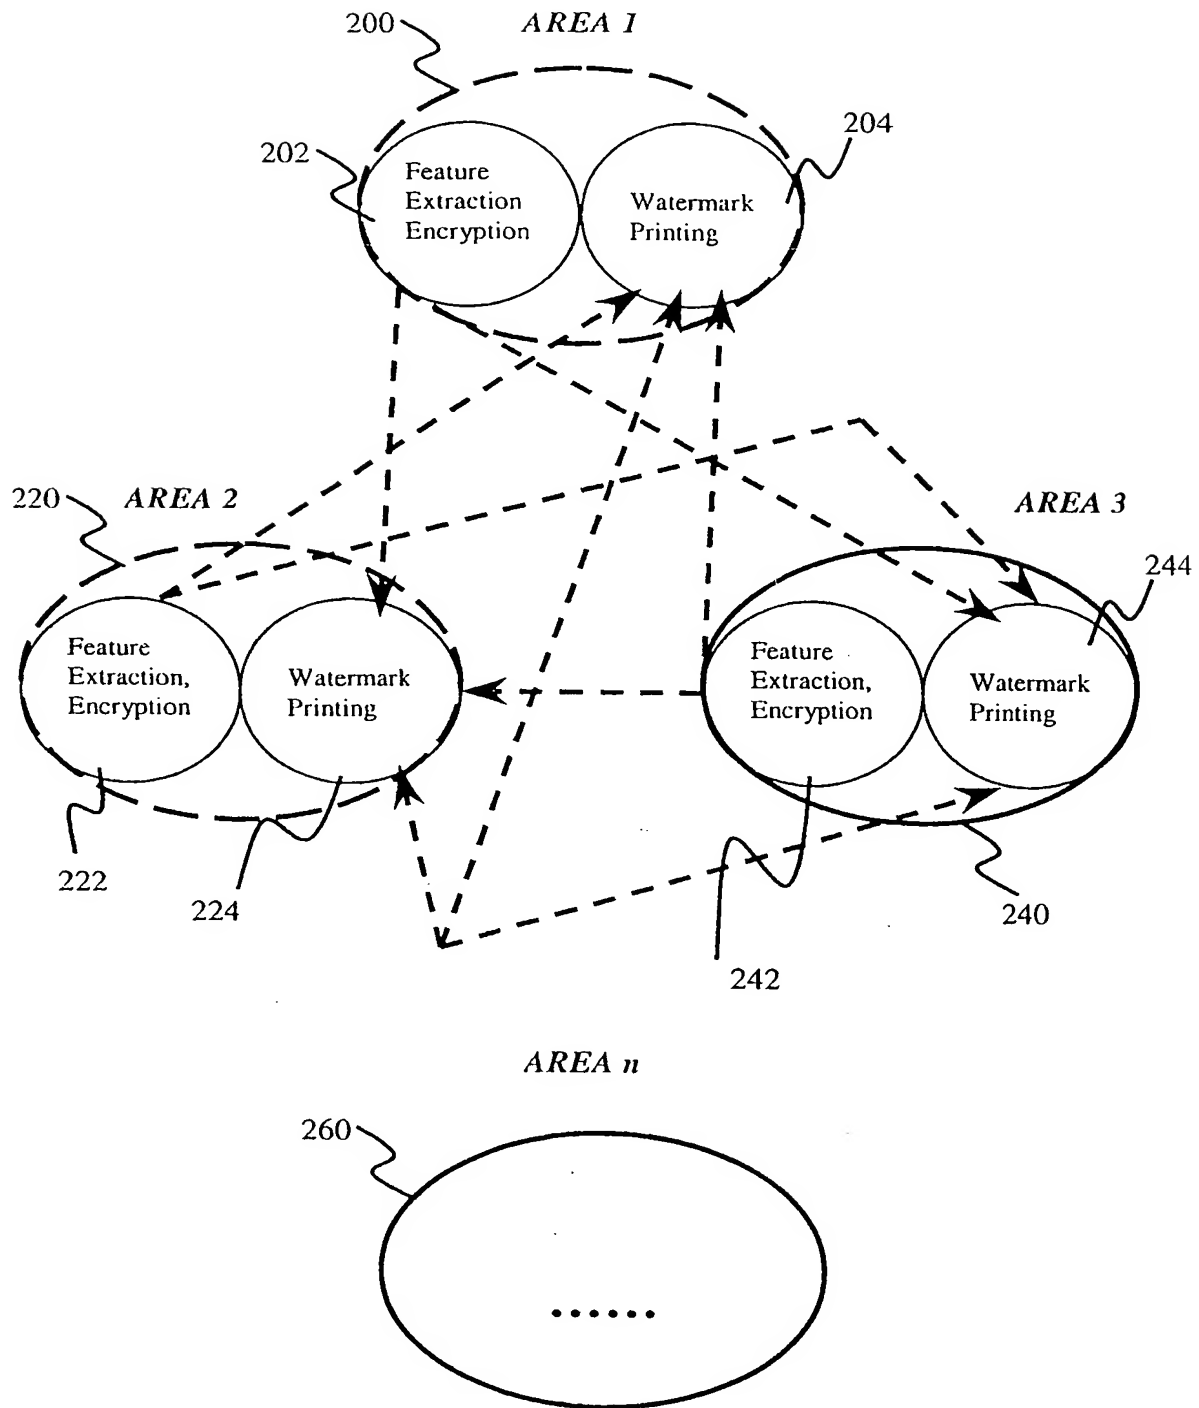 200
AREA 1
204
202
Feature
Extraction
Encryption
Watermark
Printing
220
AREA 2
AREA 3
244
Feature
Extraction,
Encryption
Watermark
Printing
Feature
Extraction,
Encryption
Watermark
Printing
222
224
242
240
AREA n
260
......